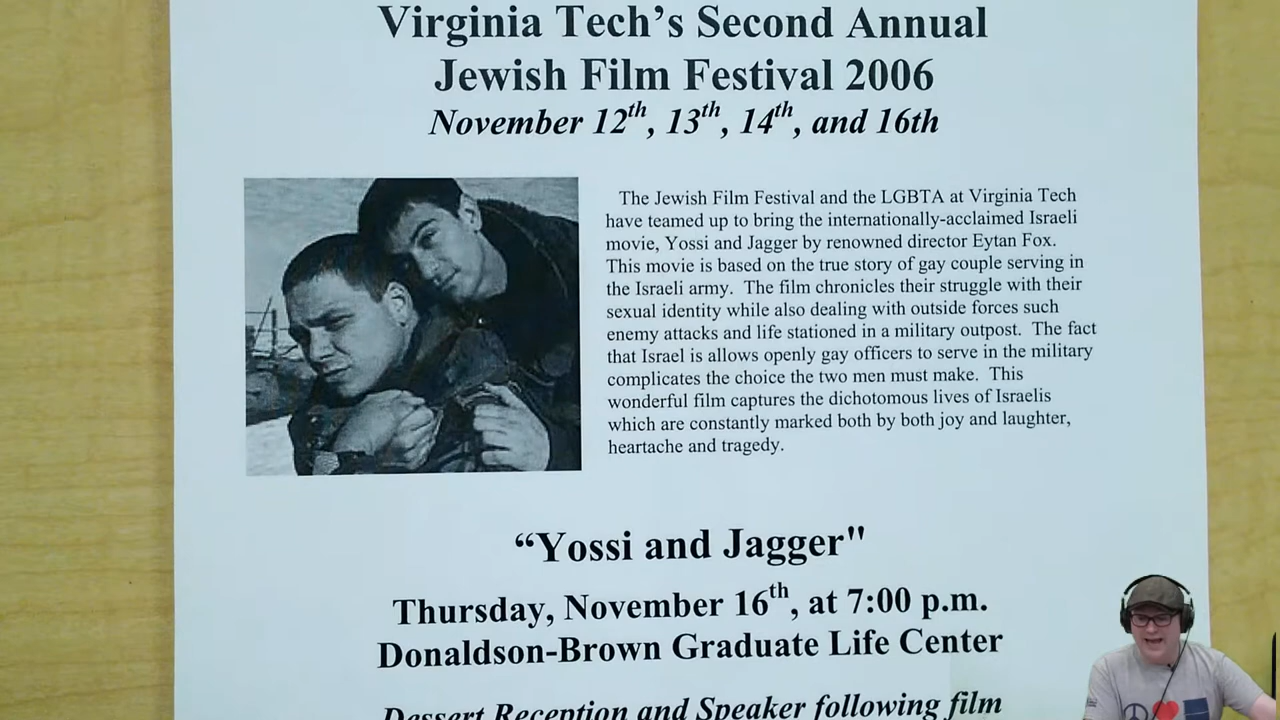 Virginia Tech’s Second Annual
Jewish Film Festival 2006
November 12th, 13th, 14th, and 16th
The Jewish Film Festival and the LGBTA at Virginia Tech
have teamed up to bring the internationally-acclaimed Israeli
movie, Yossi and Jagger by renowned director Eytan Fox.
This movie is based on the true story of gay couple serving in
the Israeli army.  The film chronicles their struggle with their
sexual identity while also dealing with outside forces such
enemy attacks and life stationed in a military outpost.  The fact
that Israel is allows openly gay officers to serve in the military
complicates the choice the two men must make.  This
wonderful film captures the dichotomous lives of Israelis
which are constantly marked both by both joy and laughter,
heartache and tragedy.
“Yossi and Jagger"
Thursday, November 16th, at 7:00 p.m.
Donaldson-Brown Graduate Life Center
Dessert Reception and Speaker following film